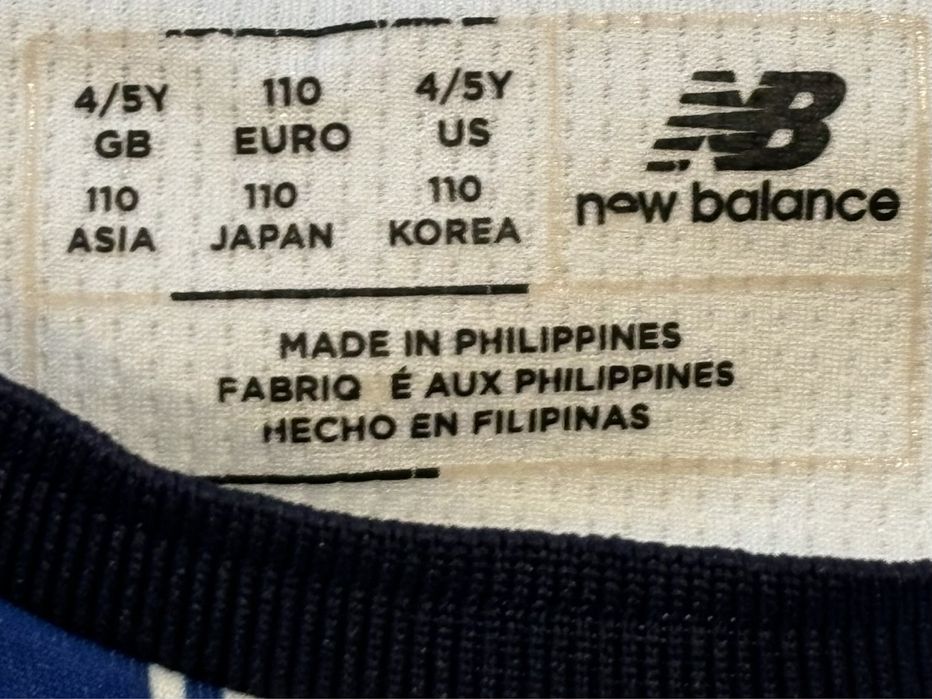 4/5Y 110 4/5Y
GB EURO US
110 110 110
ASIA JAPAN KOREA
NB
new balance
MADE IN PHILIPPINES
FABRIQ É AUX PHILIPPINES
HECHO EN FILIPINAS